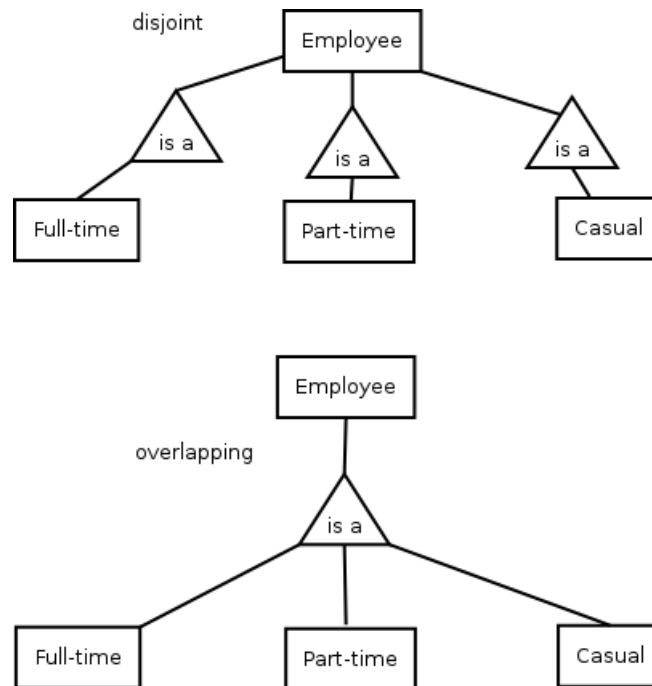 disjoint
Employee
is a
is a
is a
Full-time
Part-time
Casual
Employee
overlapping
is a
Full-time
Part-time
Casual